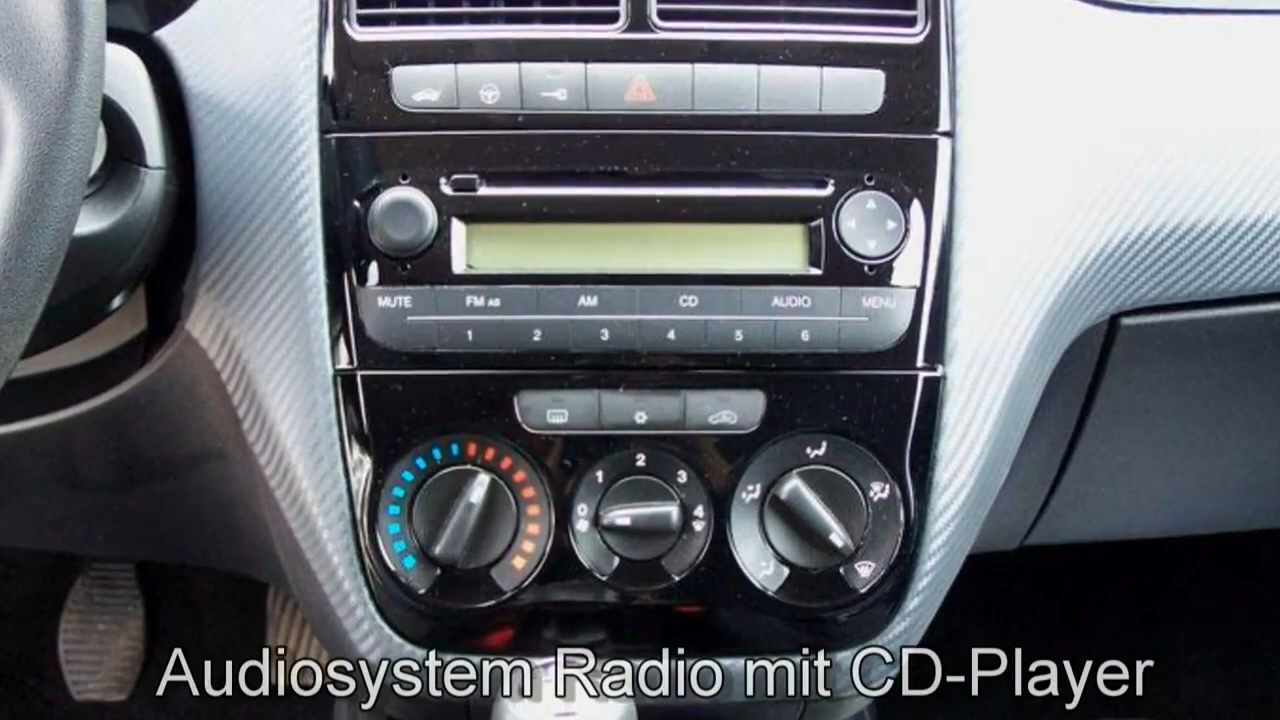 MUTE FM AS AM CD AUDIO MENU
1 2 3 4 5 6
0 1 2 3 4
Audiosystem Radio mit CD-Player